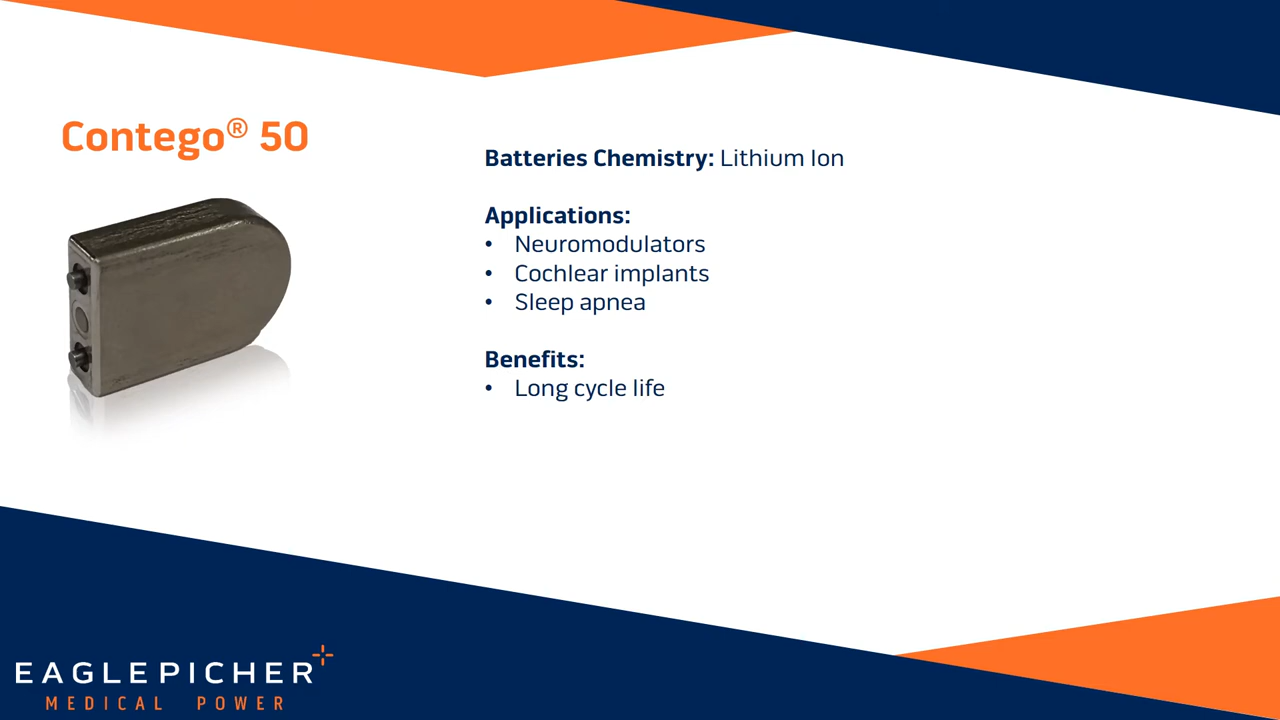 Contego® 50
Batteries Chemistry: Lithium Ion
Applications:
• Neuromodulators
• Cochlear implants
• Sleep apnea
Benefits:
• Long cycle life
EAGLEPICHER
MEDICAL POWER